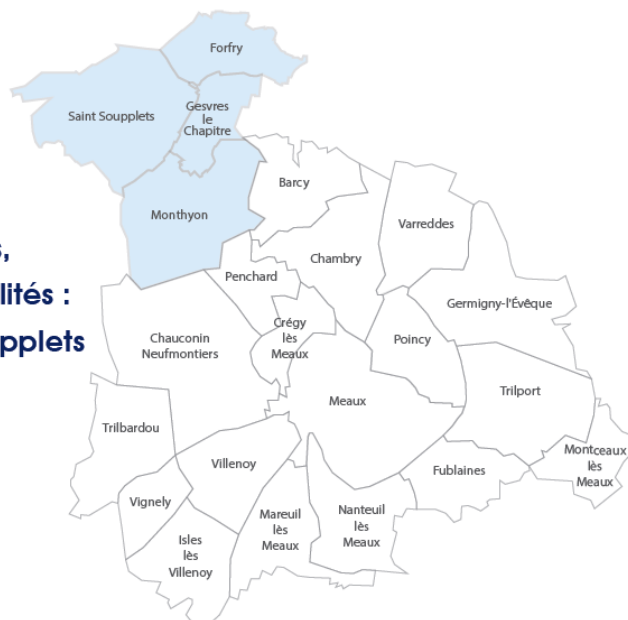 Forfry
Saint Soupplets
Gesvres
le
Chapitre
Barcy
Monthyon
Varreddes
Chambry
s,
lités :
pplets
Penchard
Germigny-l'Évêque
Crégy
lès
Meaux
Chauconin
Neufmontiers
Poincy
Meaux
Trilport
Trilbardou
Villenoy
Fublaines
Montceaux
lès
Meaux
Vignely
Mareuil
lès
Meaux
Nanteuil
lès
Meaux
Isles
lès
Villenoy